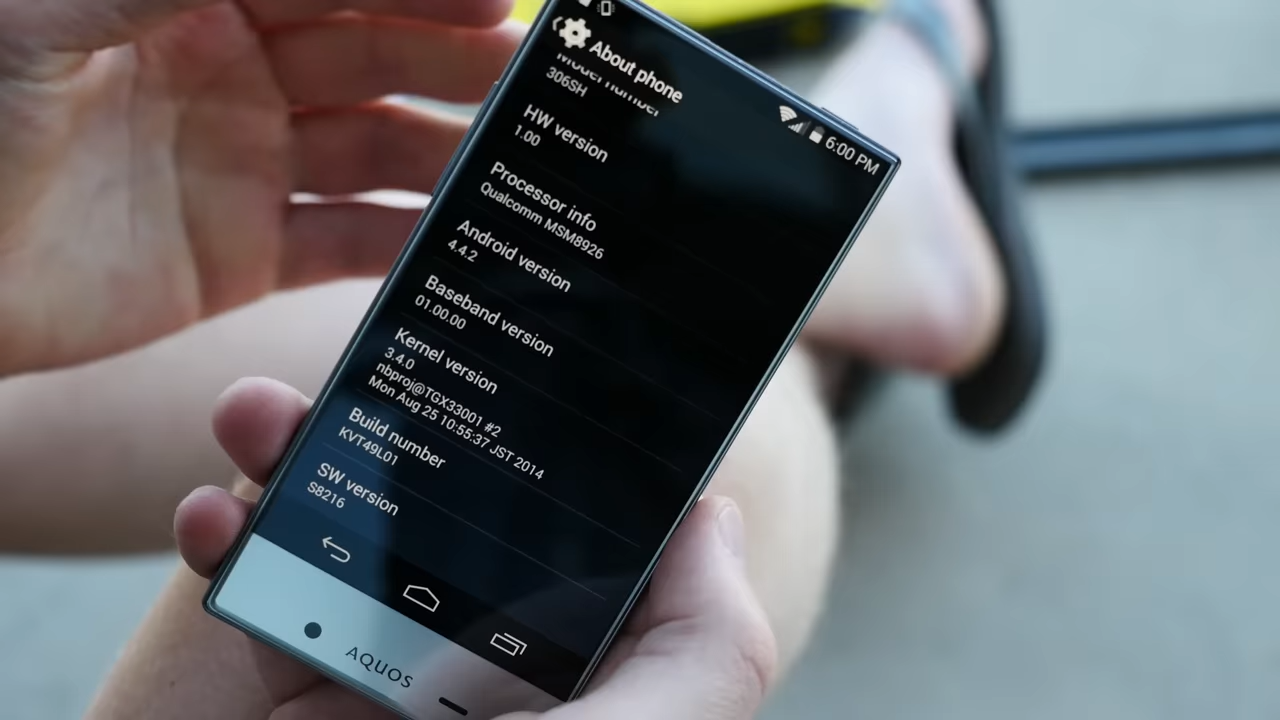 About phone
6:00 PM
Model number
306SH
HW version
1.00
Processor info
Qualcomm MSM8926
Android version
4.4.2
Baseband version
01.00.00
Kernel version
3.4.0
nbproj@TGX33001 #2
Mon Aug 25 10:55:37 JST 2014
Build number
KVT49L01
SW version
S8216
AQUOS